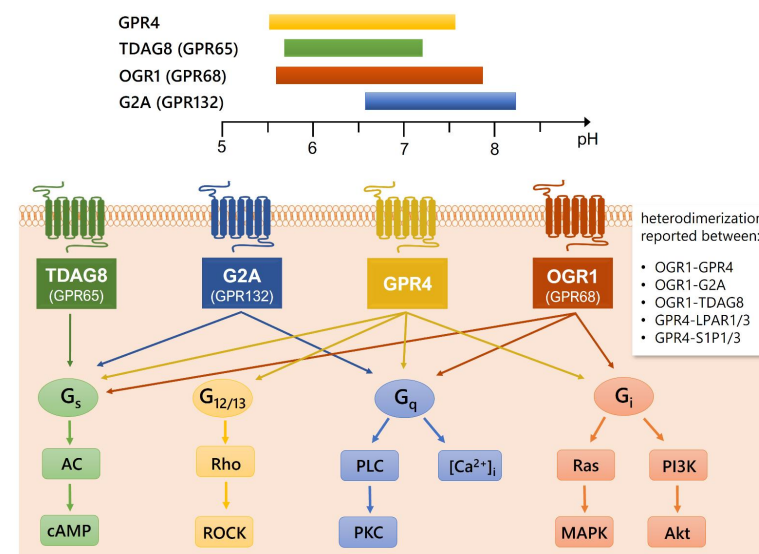 GPR4
TDAG8 (GPR65)
OGR1 (GPR68)
G2A (GPR132)
5 6 7 8 pH
heterodimerization
reported between:
• OGR1-GPR4
• OGR1-G2A
• OGR1-TDAG8
• GPR4-LPAR1/3
• GPR4-S1P1/3
TDAG8
(GPR65)
G2A
(GPR132)
GPR4
OGR1
(GPR68)
Gs G12/13 Gq Gi
AC Rho PLC [Ca²⁺]i Ras PI3K
cAMP ROCK PKC MAPK Akt